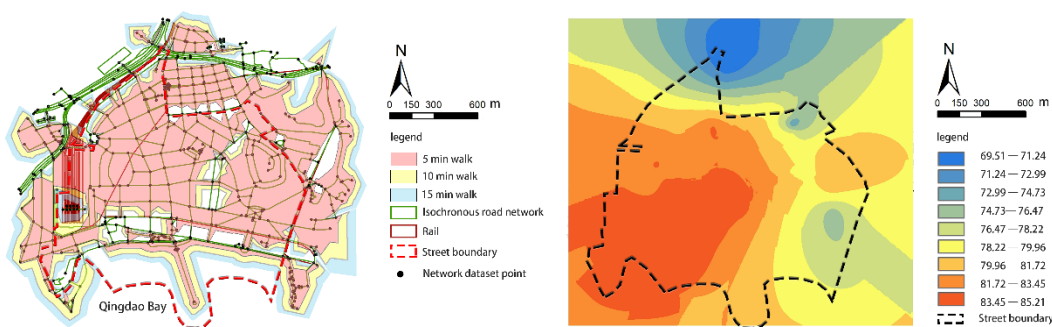 N
0 150 300 600 m
legend
5 min walk
10 min walk
15 min walk
Isochronous road network
Rail
Street boundary
Network dataset point
Qingdao Bay
N
0 150 300 600 m
legend
69.51—71.24
71.24—72.99
72.99—74.73
74.73—76.47
76.47—78.22
78.22—79.96
79.96 81.72
81.72—83.45
83.45—85.21
Street boundary